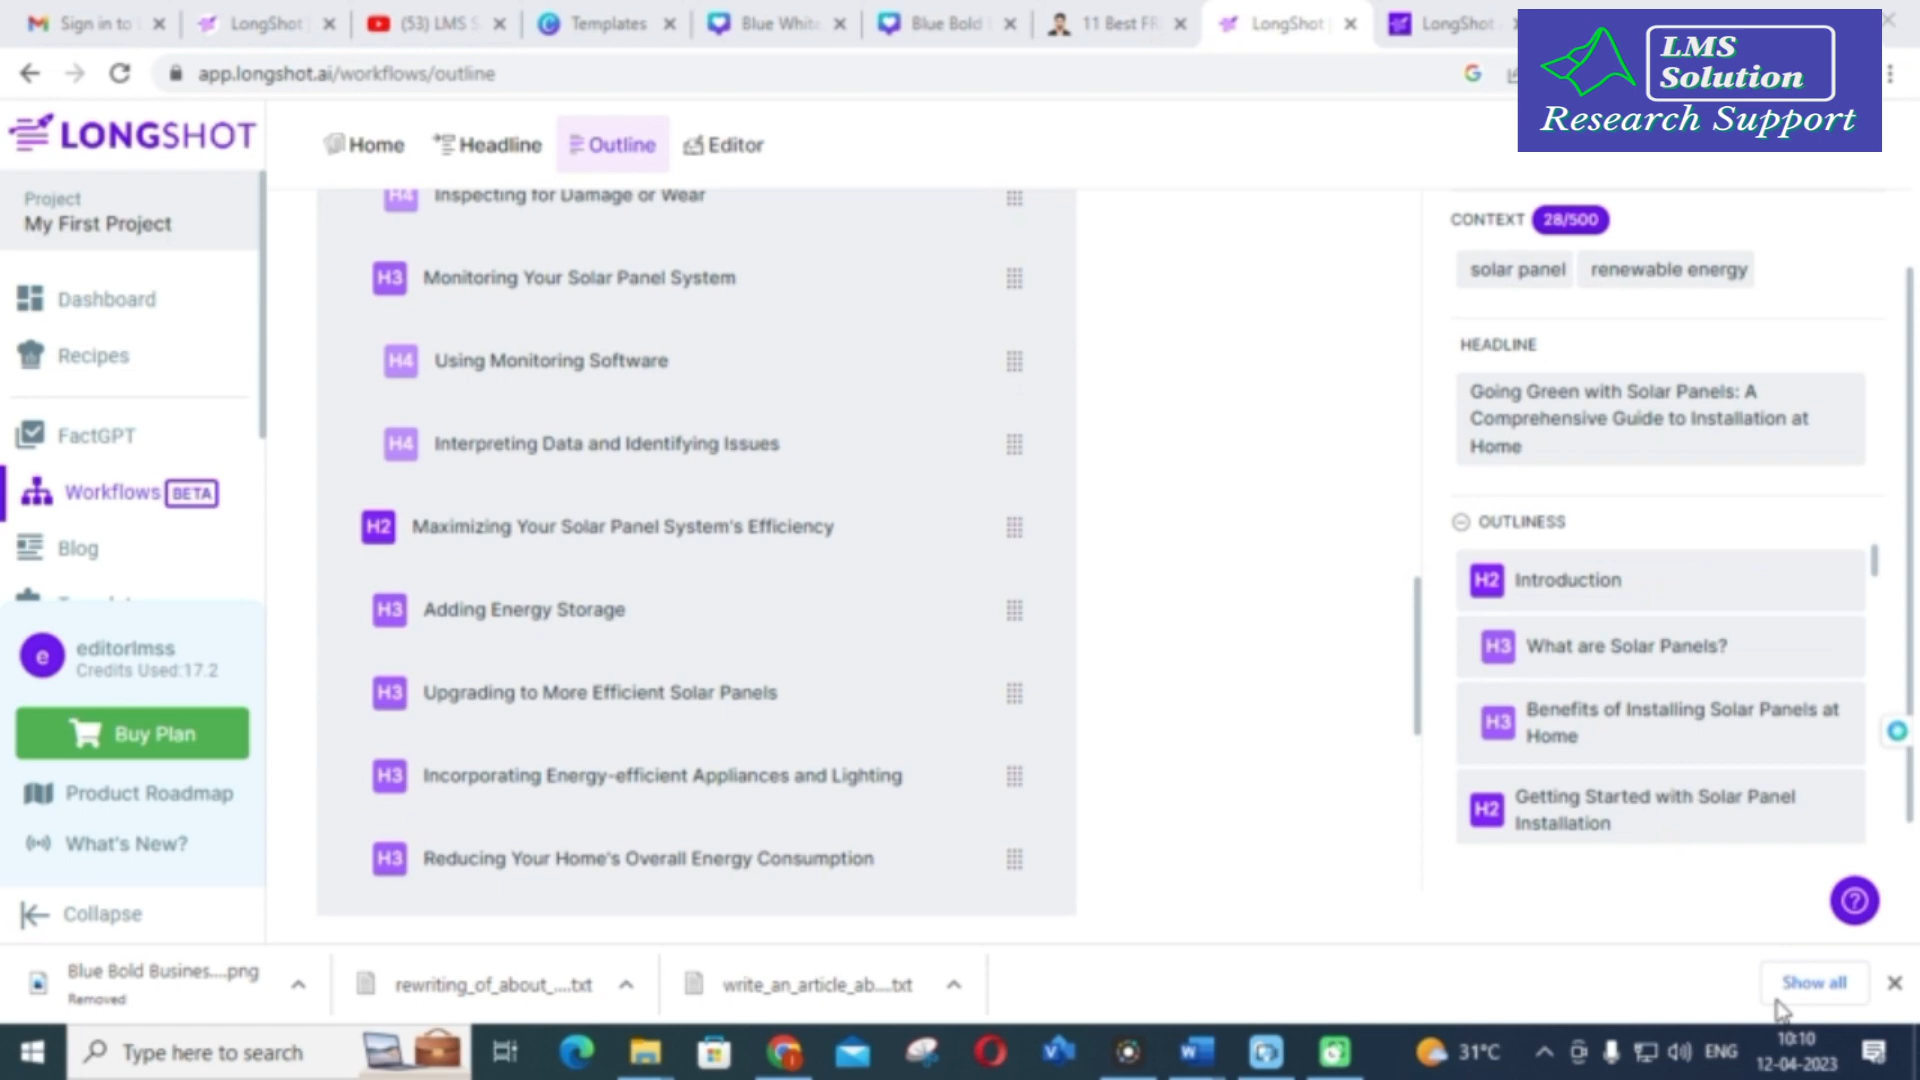 Sign in to
LongShot
(53) LMS S
Templates
Blue White
Blue Bold
11 Best FR
LongShot
LongShot
app.longshot.ai/workflows/outline
LMS
Solution
Research Support
LONGSHOT
Home
Headline
Outline
Editor
Project
My First Project
Dashboard
Recipes
FactGPT
Workflows BETA
Blog
e
editorlmss
Credits Used:17.2
Buy Plan
Product Roadmap
What's New?
Collapse
H4 Inspecting for Damage or Wear
H3 Monitoring Your Solar Panel System
H4 Using Monitoring Software
H4 Interpreting Data and Identifying Issues
H2 Maximizing Your Solar Panel System's Efficiency
H3 Adding Energy Storage
H3 Upgrading to More Efficient Solar Panels
H3 Incorporating Energy-efficient Appliances and Lighting
H3 Reducing Your Home's Overall Energy Consumption
CONTEXT 28/500
solar panel
renewable energy
HEADLINE
Going Green with Solar Panels: A
Comprehensive Guide to Installation at
Home
OUTLINESS
H2 Introduction
H3 What are Solar Panels?
H3 Benefits of Installing Solar Panels at
Home
H2 Getting Started with Solar Panel
Installation
Blue Bold Busines....png
Removed
rewriting_of_about_....txt
write_an_article_ab....txt
Show all
Type here to search
31°C
ENG
10:10
12-04-2023